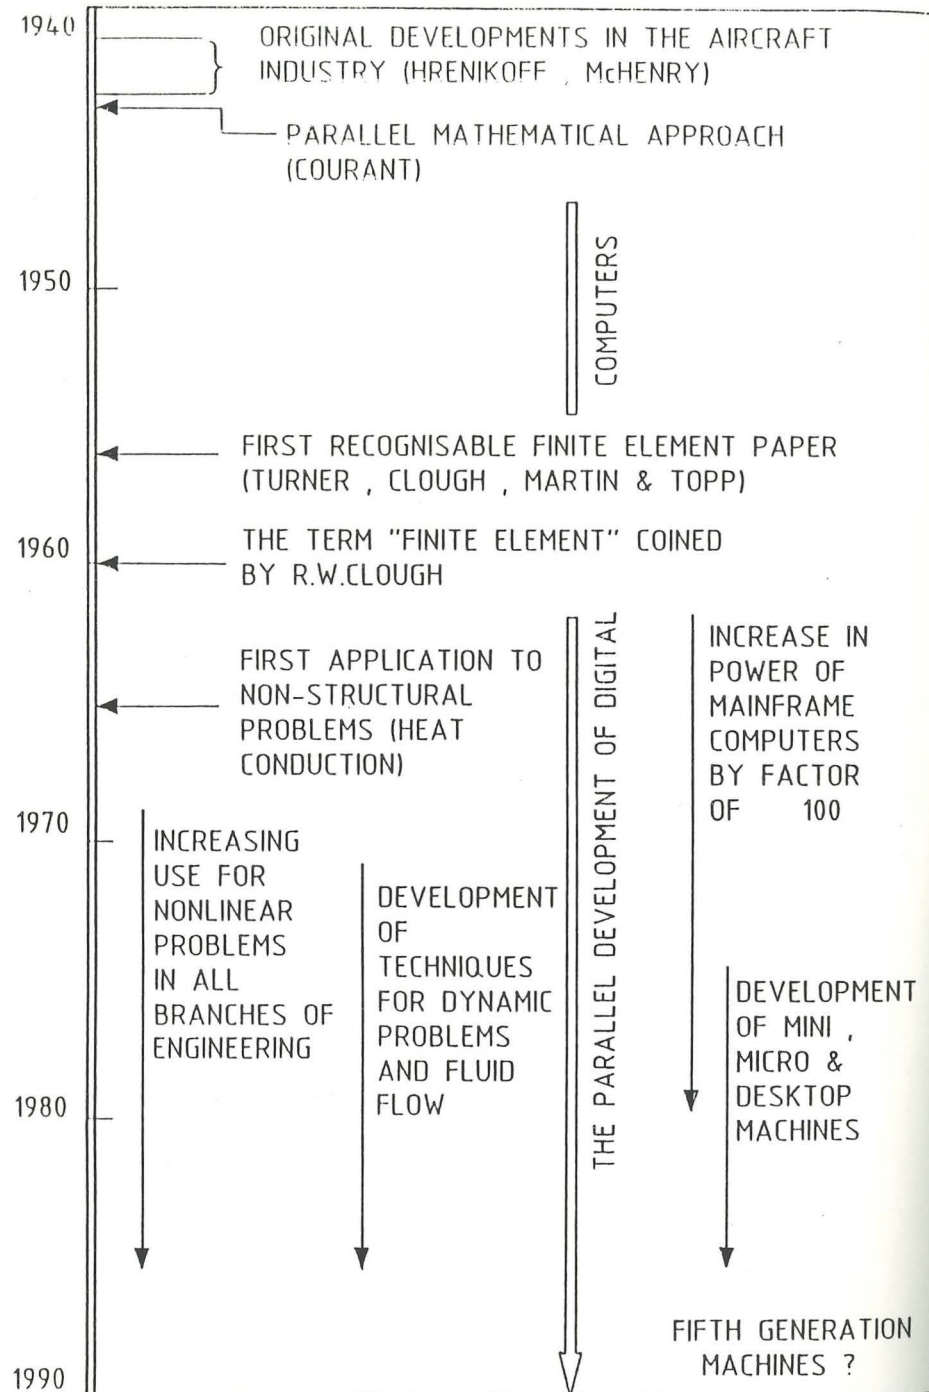 1940
ORIGINAL DEVELOPMENTS IN THE AIRCRAFT
INDUSTRY (HRENIKOFF , McHENRY)
PARALLEL MATHEMATICAL APPROACH
(COURANT)
1950
COMPUTERS
FIRST RECOGNISABLE FINITE ELEMENT PAPER
(TURNER , CLOUGH , MARTIN & TOPP)
1960
THE TERM "FINITE ELEMENT" COINED
BY R.W.CLOUGH
FIRST APPLICATION TO
NON-STRUCTURAL
PROBLEMS (HEAT
CONDUCTION)
THE PARALLEL DEVELOPMENT OF DIGITAL
INCREASE IN
POWER OF
MAINFRAME
COMPUTERS
BY FACTOR
OF 100
1970
INCREASING
USE FOR
NONLINEAR
PROBLEMS
IN ALL
BRANCHES OF
ENGINEERING
DEVELOPMENT
OF
TECHNIQUES
FOR DYNAMIC
PROBLEMS
AND FLUID
FLOW
DEVELOPMENT
OF MINI ,
MICRO &
DESKTOP
MACHINES
1980
FIFTH GENERATION
MACHINES ?
1990